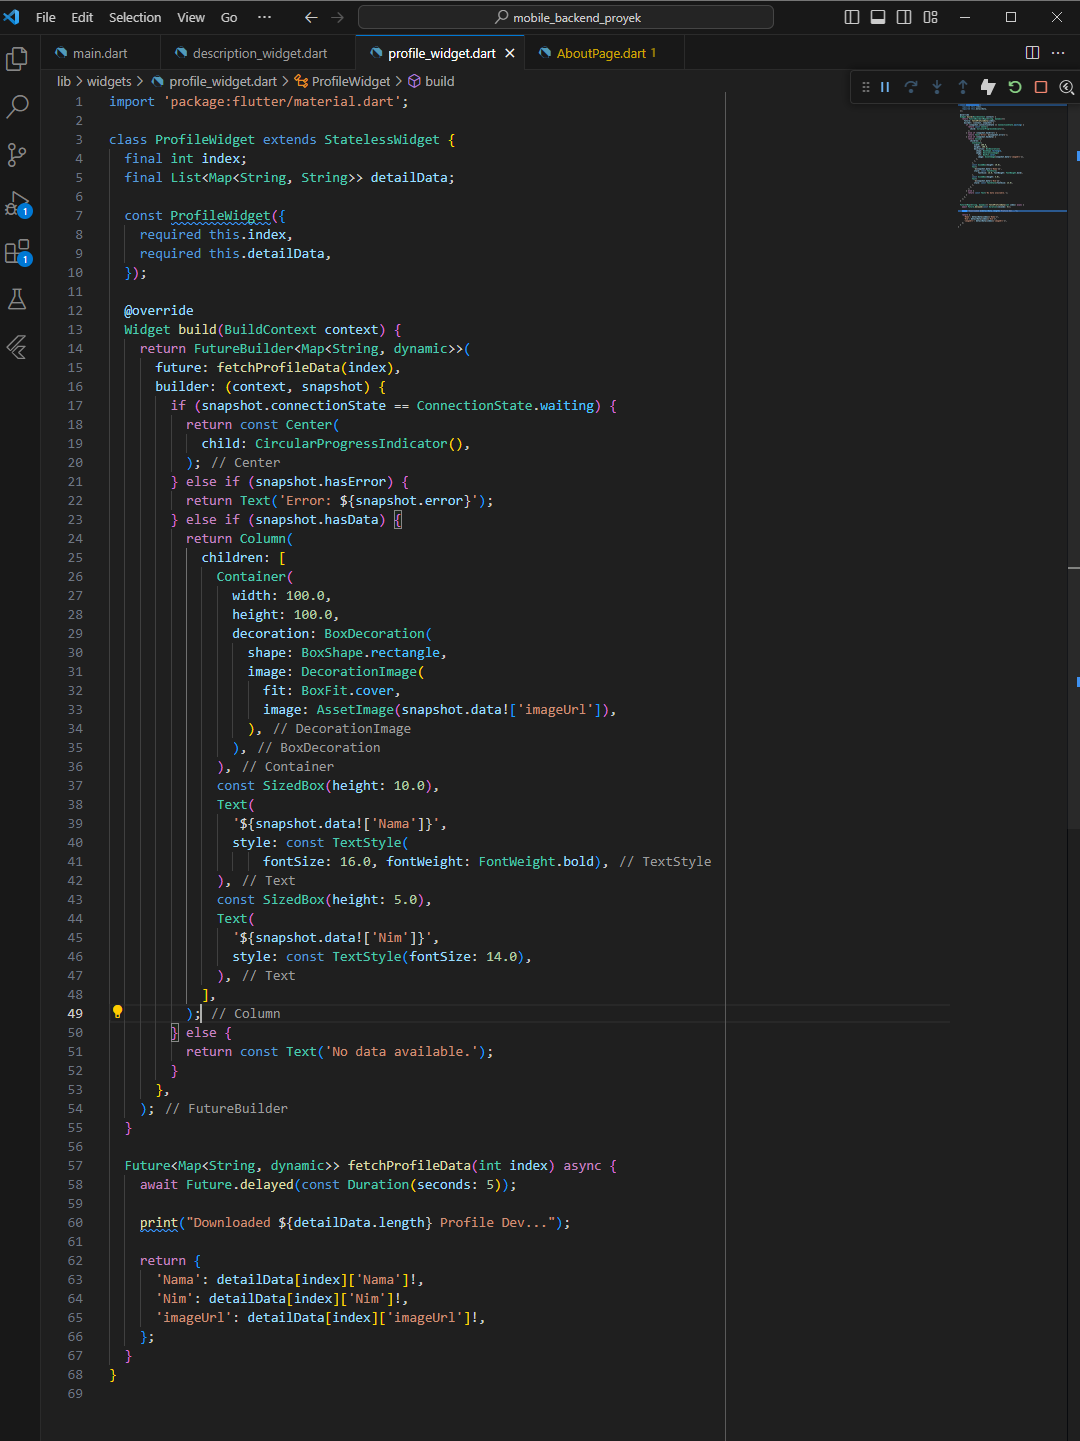 File Edit Selection View Go ··· mobile_backend_proyek
main.dart description_widget.dart profile_widget.dart AboutPage.dart 1
lib > widgets > profile_widget.dart > ProfileWidget > build
1 import 'package:flutter/material.dart';
2
3 class ProfileWidget extends StatelessWidget {
4 final int index;
5 final List<Map<String, String>> detailData;
6
7 const ProfileWidget({
8 required this.index,
9 required this.detailData,
10 });
11
12 @override
13 Widget build(BuildContext context) {
14 return FutureBuilder<Map<String, dynamic>>(
15 future: fetchProfileData(index),
16 builder: (context, snapshot) {
17 if (snapshot.connectionState == ConnectionState.waiting) {
18 return const Center(
19 child: CircularProgressIndicator(),
20 ); // Center
21 } else if (snapshot.hasError) {
22 return Text('Error: ${snapshot.error}');
23 } else if (snapshot.hasData) {
24 return Column(
25 children: [
26 Container(
27 width: 100.0,
28 height: 100.0,
29 decoration: BoxDecoration(
30 shape: BoxShape.rectangle,
31 image: DecorationImage(
32 fit: BoxFit.cover,
33 image: AssetImage(snapshot.data!['imageUrl']),
34 ), // DecorationImage
35 ), // BoxDecoration
36 ), // Container
37 const SizedBox(height: 10.0),
38 Text(
39 '${snapshot.data!['Nama']}',
40 style: const TextStyle(
41 fontSize: 16.0, fontWeight: FontWeight.bold), // TextStyle
42 ), // Text
43 const SizedBox(height: 5.0),
44 Text(
45 '${snapshot.data!['Nim']}',
46 style: const TextStyle(fontSize: 14.0),
47 ), // Text
48 ],
49 ); // Column
50 } else {
51 return const Text('No data available.');
52 }
53 },
54 ); // FutureBuilder
55 }
56
57 Future<Map<String, dynamic>> fetchProfileData(int index) async {
58 await Future.delayed(const Duration(seconds: 5));
59
60 print("Downloaded ${detailData.length} Profile Dev...");
61
62 return {
63 'Nama': detailData[index]['Nama']!,
64 'Nim': detailData[index]['Nim']!,
65 'imageUrl': detailData[index]['imageUrl']!,
66 };
67 }
68 }
69
1
1